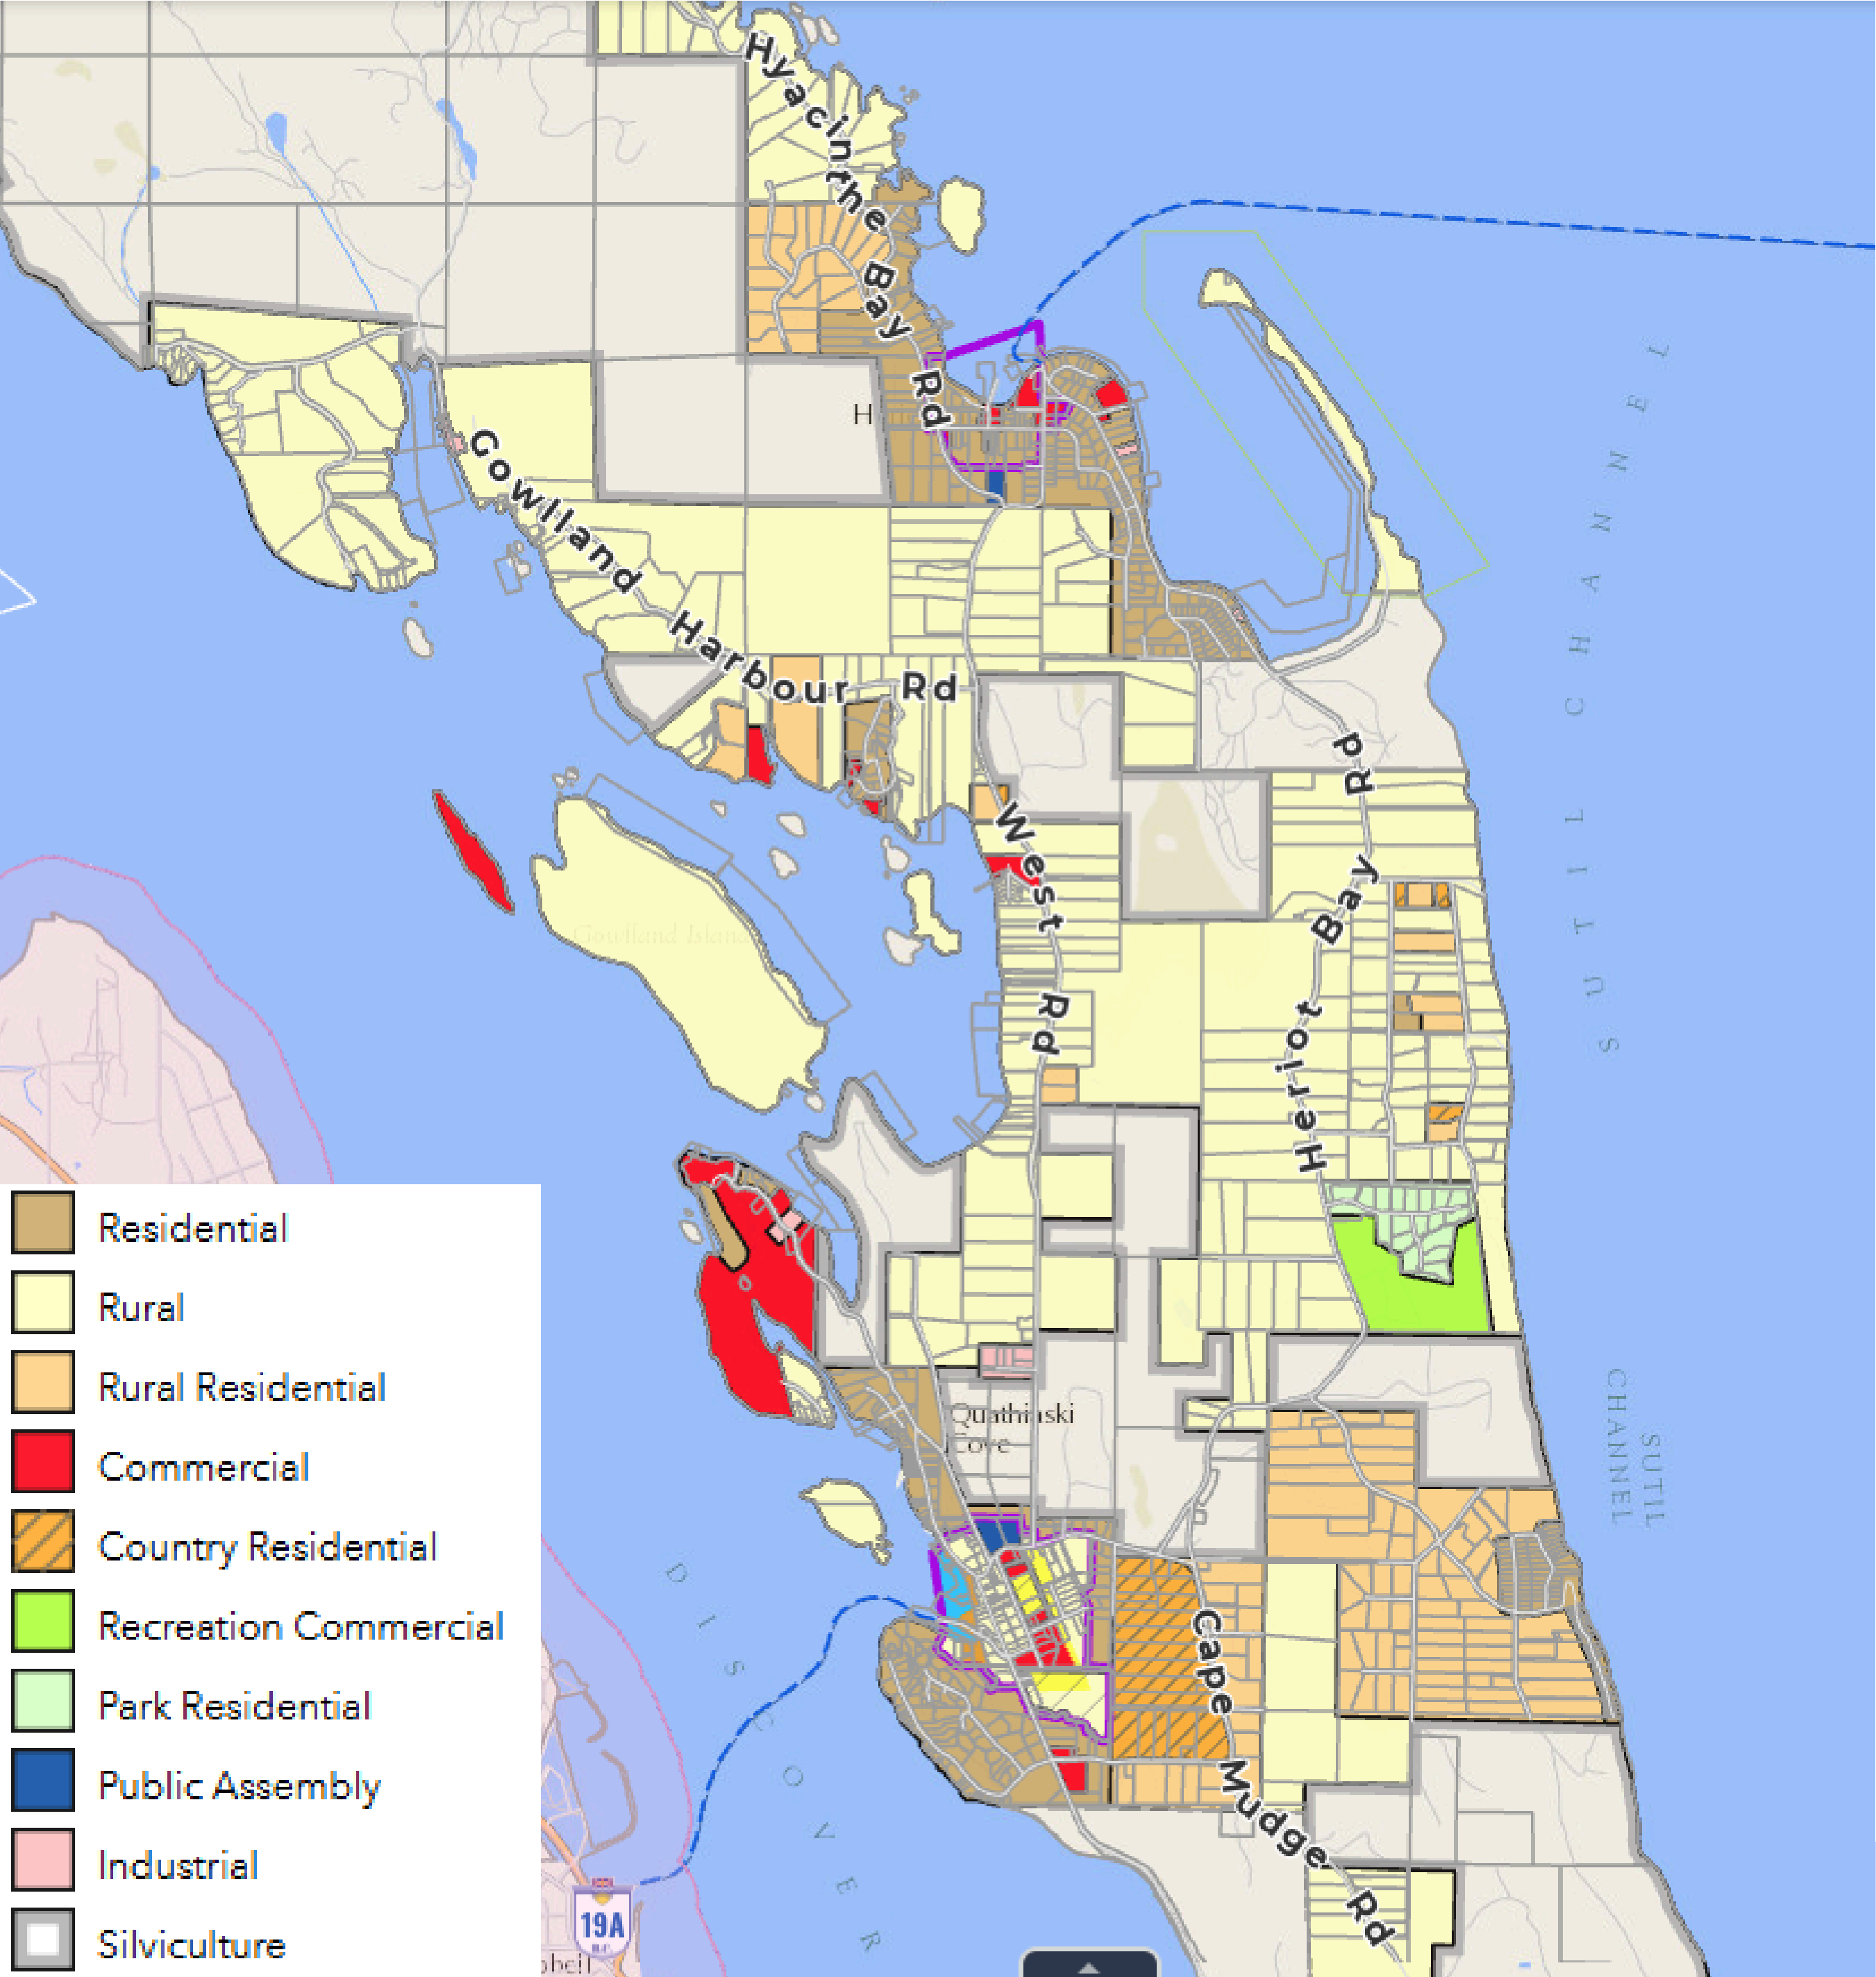 Hyacinthe Bay Rd
H
Gowlland Harbour Rd
West Rd
Heriot Bay Rd
Gowlland Island
SUTIL CHANNEL
Quathiaski
Cove
SUTIL
CHANNEL
Cape Mudge Rd
DISCOVER
19A
B.C.
pbell
Residential
Rural
Rural Residential
Commercial
Country Residential
Recreation Commercial
Park Residential
Public Assembly
Industrial
Silviculture